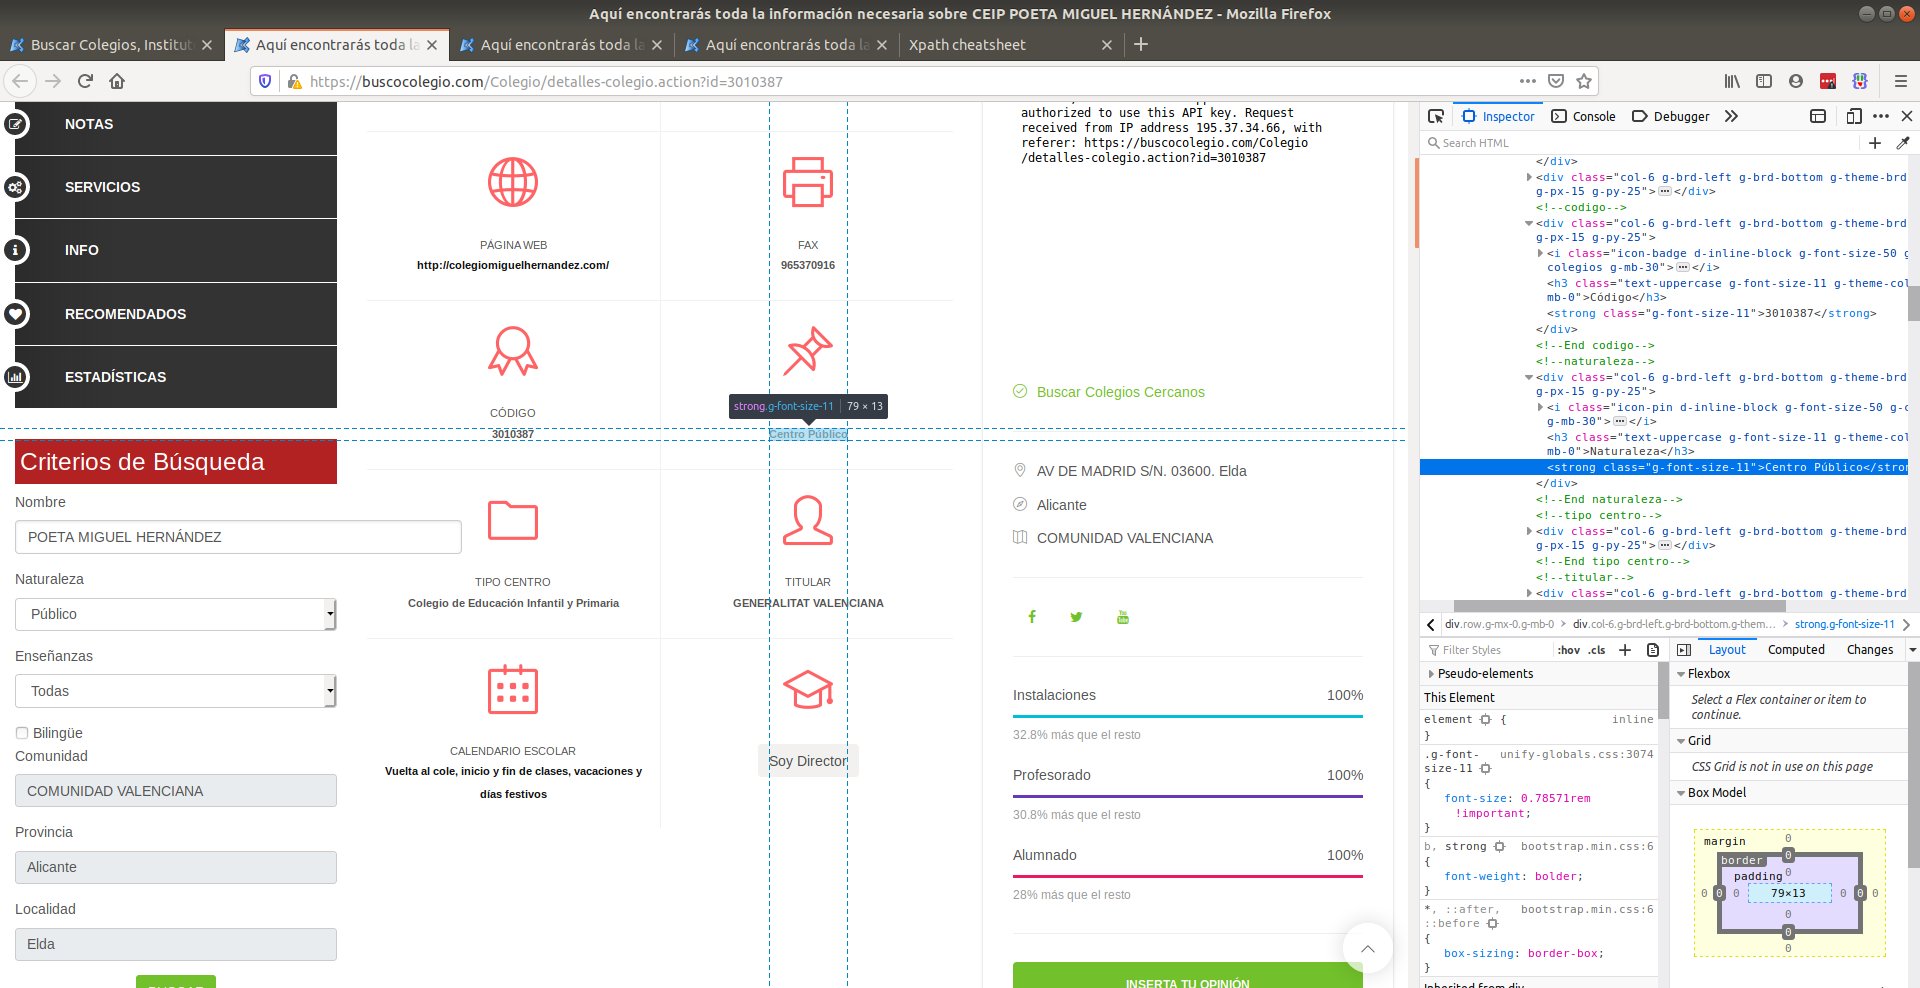 Aquí encontrarás toda la información necesaria sobre CEIP POETA MIGUEL HERNÁNDEZ - Mozilla Firefox
Buscar Colegios, Institut
Aquí encontrarás toda la
Aquí encontrarás toda la
Aquí encontrarás toda la
Xpath cheatsheet
https://buscocolegio.com/Colegio/detalles-colegio.action?id=3010387
NOTAS
SERVICIOS
INFO
RECOMENDADOS
ESTADÍSTICAS
Criterios de Búsqueda
Nombre
POETA MIGUEL HERNÁNDEZ
Naturaleza
Público
Enseñanzas
Todas
Bilingüe
Comunidad
COMUNIDAD VALENCIANA
Provincia
Alicante
Localidad
Elda
PÁGINA WEB
http://colegiomiguelhernandez.com/
FAX
965370916
CÓDIGO
3010387
strong.g-font-size-11 | 79 × 13
Centro Público
TIPO CENTRO
Colegio de Educación Infantil y Primaria
TITULAR
GENERALITAT VALENCIANA
CALENDARIO ESCOLAR
Vuelta al cole, inicio y fin de clases, vacaciones y
días festivos
Soy Director
authorized to use this API key. Request
received from IP address 195.37.34.66, with
referer: https://buscocolegio.com/Colegio
/detalles-colegio.action?id=3010387
Buscar Colegios Cercanos
AV DE MADRID S/N. 03600. Elda
Alicante
COMUNIDAD VALENCIANA
Instalaciones 100%
32.8% más que el resto
Profesorado 100%
30.8% más que el resto
Alumnado 100%
28% más que el resto
INSERTA TU OPINIÓN
Inspector Console Debugger
Search HTML
</div>
<div class="col-6 g-brd-left g-brd-bottom g-theme-brd
g-px-15 g-py-25"> ••• </div>
<!--codigo-->
<div class="col-6 g-brd-left g-brd-bottom g-theme-brd
g-px-15 g-py-25">
<i class="icon-badge d-inline-block g-font-size-50 g
colegios g-mb-30"> ••• </i>
<h3 class="text-uppercase g-font-size-11 g-theme-col
mb-0">Código</h3>
<strong class="g-font-size-11">3010387</strong>
</div>
<!--End codigo-->
<!--naturaleza-->
<div class="col-6 g-brd-left g-brd-bottom g-theme-brd
g-px-15 g-py-25">
<i class="icon-pin d-inline-block g-font-size-50 g-c
g-mb-30"> ••• </i>
<h3 class="text-uppercase g-font-size-11 g-theme-col
mb-0">Naturaleza</h3>
<strong class="g-font-size-11">Centro Público</stron
</div>
<!--End naturaleza-->
<!--tipo centro-->
<div class="col-6 g-brd-left g-brd-bottom g-theme-brd
g-px-15 g-py-25"> ••• </div>
<!--End tipo centro-->
<!--titular-->
<div class="col-6 g-brd-left g-brd-bottom g-theme-brd
div.row.g-mx-0.g-mb-0 > div.col-6.g-brd-left.g-brd-bottom.g-them... > strong.g-font-size-11
Filter Styles :hov .cls
Pseudo-elements
This Element
element { inline
}
.g-font- unify-globals.css:3074
size-11
{
font-size: 0.78571rem
!important;
}
b, strong bootstrap.min.css:6
{
font-weight: bolder;
}
*, ::after, bootstrap.min.css:6
::before
{
box-sizing: border-box;
}
Inherited from div
Layout Computed Changes
Flexbox
Select a Flex container or item to
continue.
Grid
CSS Grid is not in use on this page
Box Model
margin 0
border 0
padding 0
0 0 0 79×13 0 0 0
0
0
0